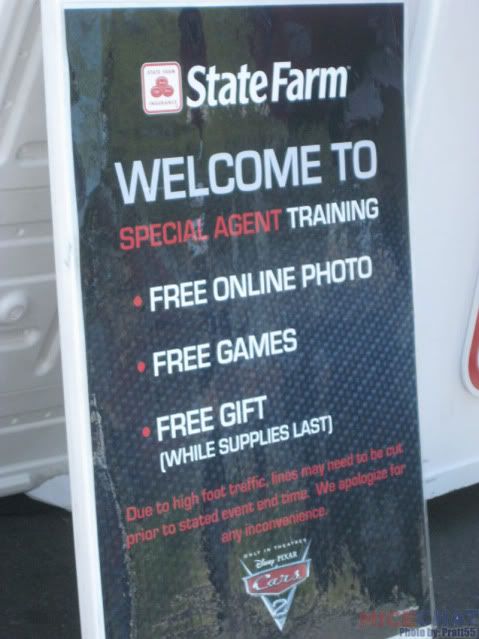 STATE FARM
INSURANCE
State Farm™
WELCOME TO
SPECIAL AGENT TRAINING
• FREE ONLINE PHOTO
• FREE GAMES
• FREE GIFT
(WHILE SUPPLIES LAST)
Due to high foot traffic, lines may need to be cut
prior to stated event end time. We apologize for
any inconvenience.
ONLY IN THEATRES
Disney PIXAR
Cars
2
Photo by: Pratt55